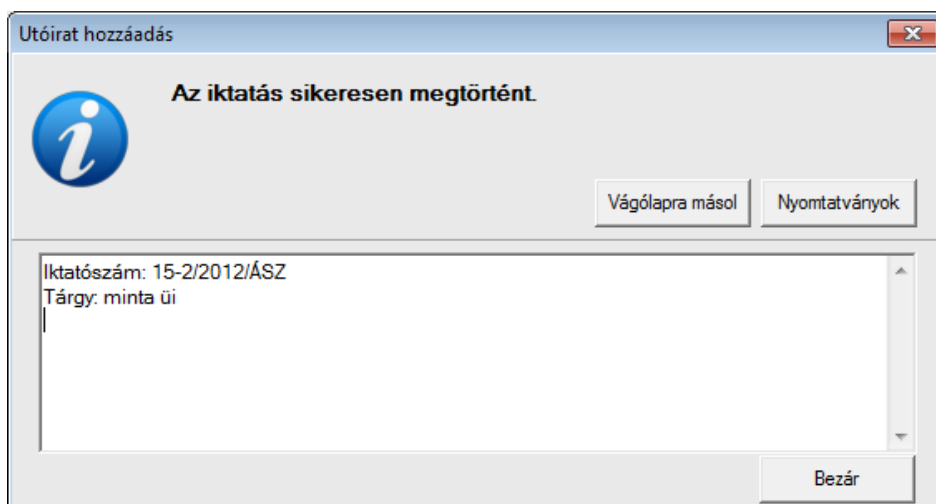 Utóirat hozzáadás
Az iktatás sikeresen megtörtént.
Vágólapra másol
Nyomtatványok
Iktatószám: 15-2/2012/ÁSZ
Tárgy: minta üi
Bezár